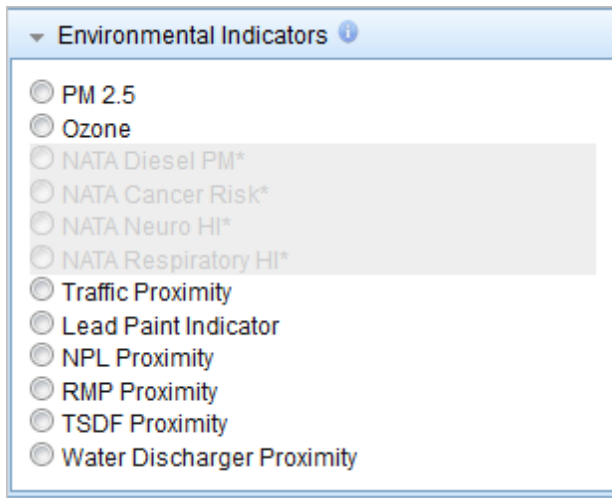 Environmental Indicators
PM 2.5
Ozone
NATA Diesel PM*
NATA Cancer Risk*
NATA Neuro HI*
NATA Respiratory HI*
Traffic Proximity
Lead Paint Indicator
NPL Proximity
RMP Proximity
TSDF Proximity
Water Discharger Proximity